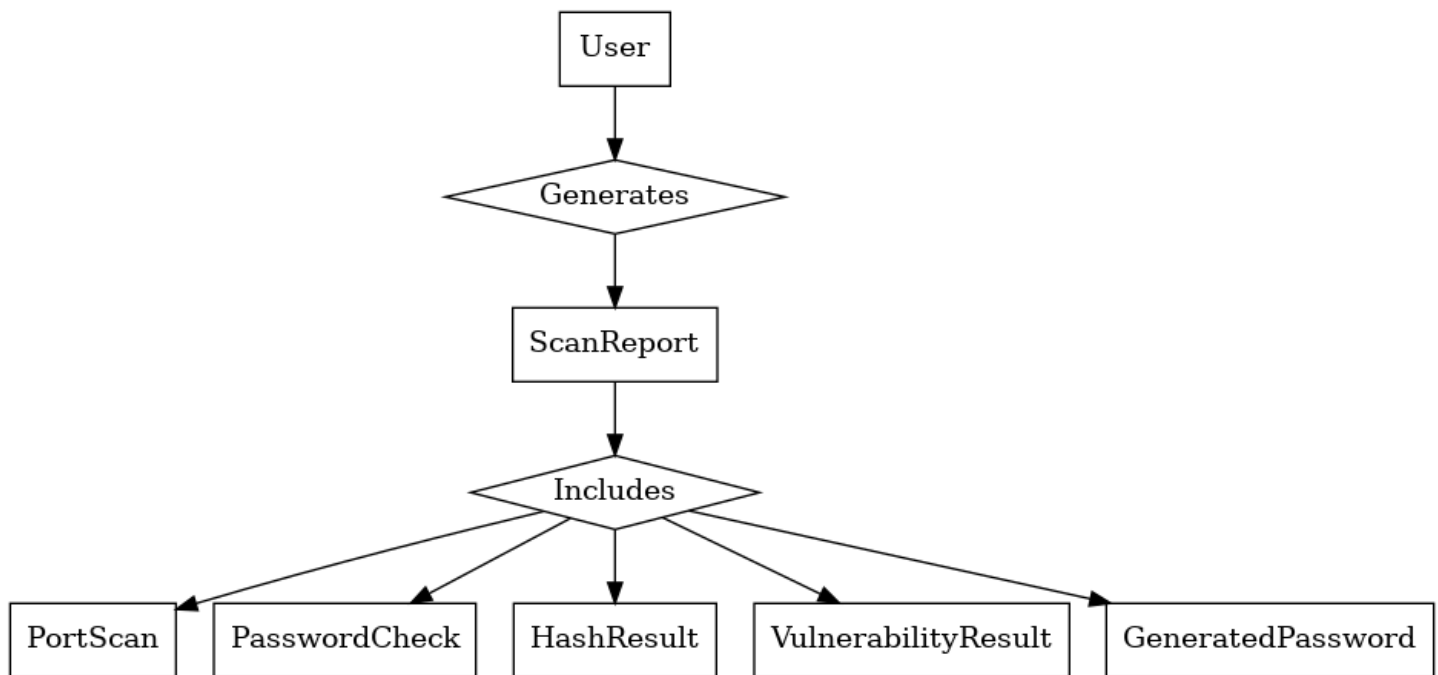 User
Generates
ScanReport
Includes
PortScan
PasswordCheck
HashResult
VulnerabilityResult
GeneratedPassword